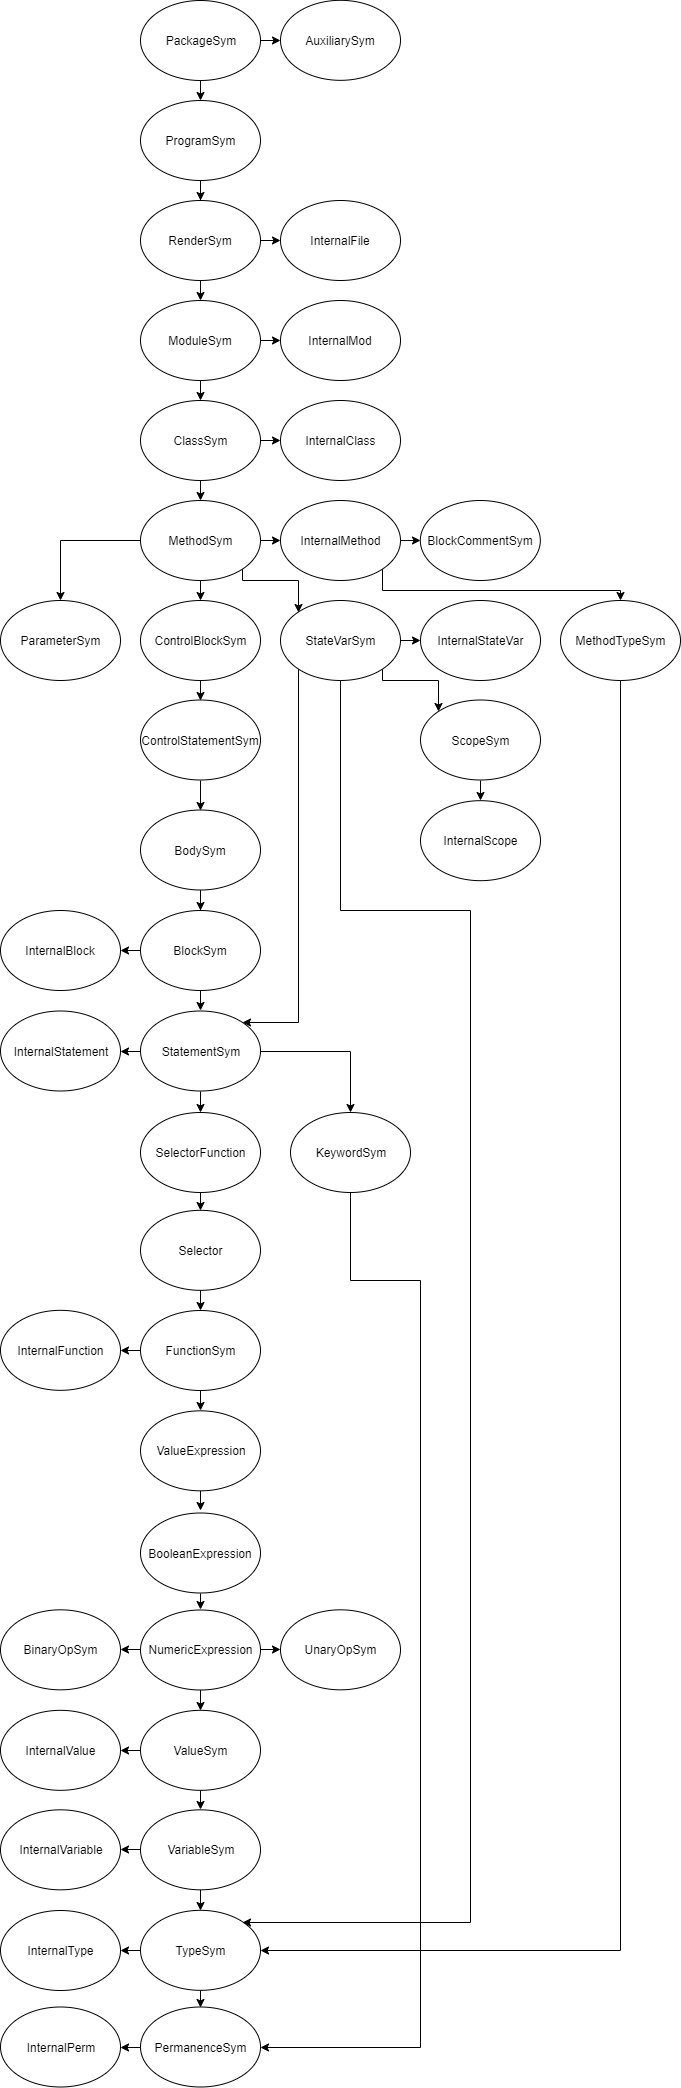 PackageSym
AuxiliarySym
ProgramSym
RenderSym
InternalFile
ModuleSym
InternalMod
ClassSym
InternalClass
MethodSym
InternalMethod
BlockCommentSym
ParameterSym
ControlBlockSym
StateVarSym
InternalStateVar
MethodTypeSym
ControlStatementSym
ScopeSym
InternalScope
BodySym
InternalBlock
BlockSym
InternalStatement
StatementSym
SelectorFunction
KeywordSym
Selector
InternalFunction
FunctionSym
ValueExpression
BooleanExpression
BinaryOpSym
NumericExpression
UnaryOpSym
InternalValue
ValueSym
InternalVariable
VariableSym
InternalType
TypeSym
InternalPerm
PermanenceSym